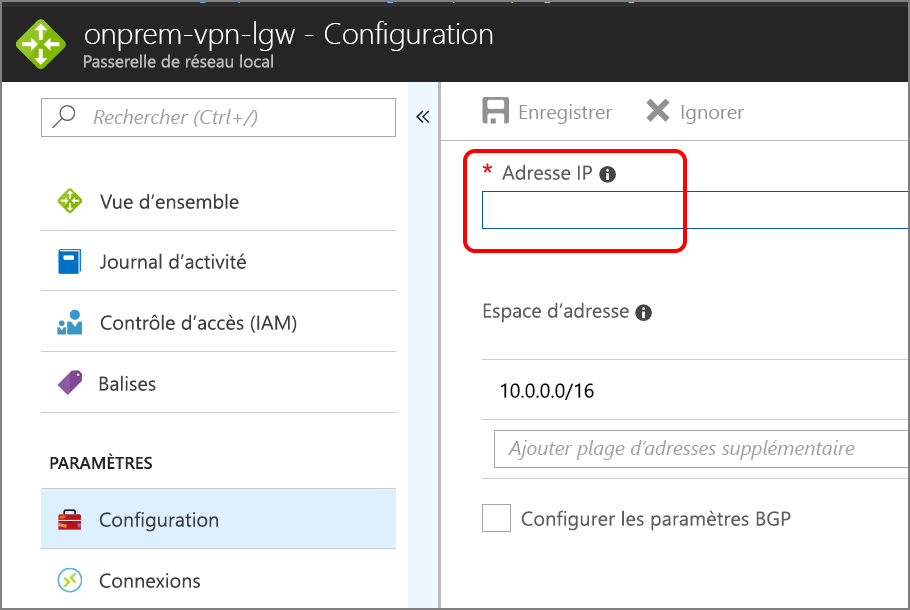 onprem-vpn-lgw - Configuration
Passerelle de réseau local
Rechercher (Ctrl+/)
«
Vue d'ensemble
Journal d'activité
Contrôle d'accès (IAM)
Balises
PARAMÈTRES
Configuration
Connexions
Enregistrer
Ignorer
* Adresse IP
Espace d'adresse
10.0.0.0/16
Ajouter plage d'adresses supplémentaire
Configurer les paramètres BGP